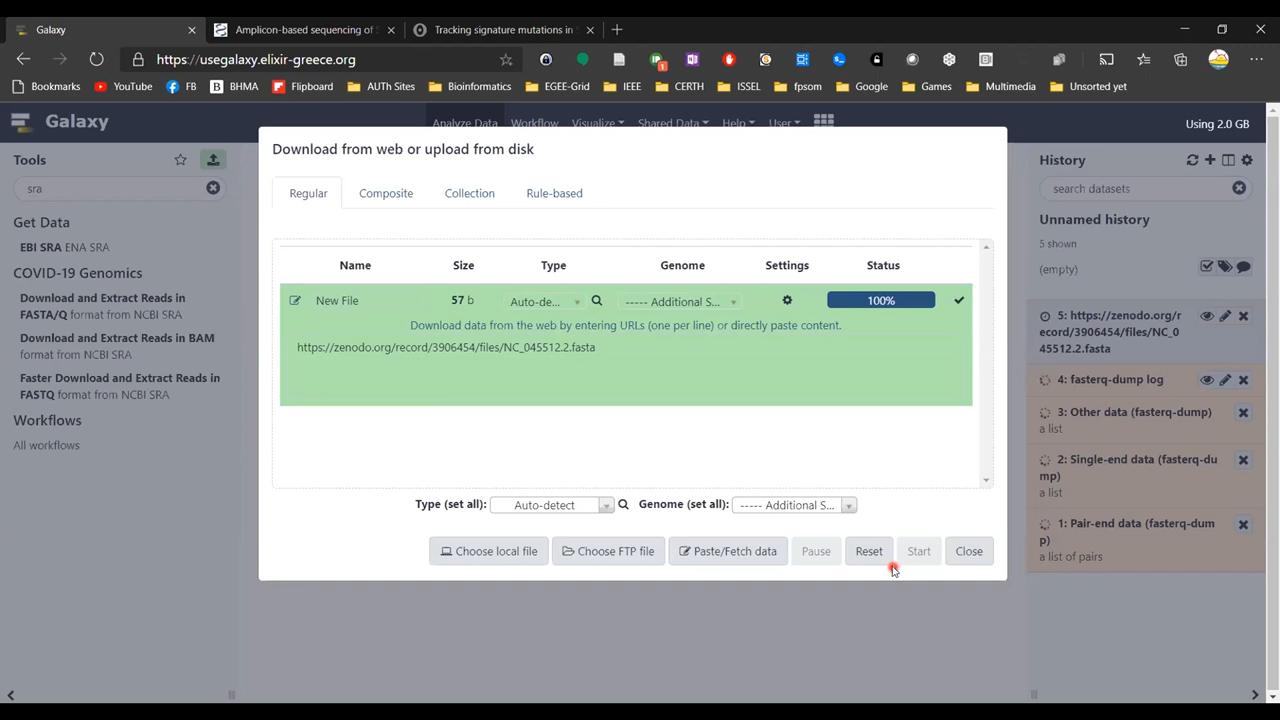 Galaxy
Amplicon-based sequencing of
Tracking signature mutations in
https://usegalaxy.elixir-greece.org
1
Bookmarks YouTube FB BHMA Flipboard AUTh Sites Bioinformatics EGEE-Grid IEEE CERTH ISSEL fpsom Google Games Multimedia Unsorted yet
Galaxy
Analyze Data Workflow Visualize Shared Data Help User
Using 2.0 GB
Tools
sra
Get Data
EBI SRA ENA SRA
COVID-19 Genomics
Download and Extract Reads in
FASTA/Q format from NCBI SRA
Download and Extract Reads in BAM
format from NCBI SRA
Faster Download and Extract Reads in
FASTQ format from NCBI SRA
Workflows
All workflows
Download from web or upload from disk
Regular Composite Collection Rule-based
Name Size Type Genome Settings Status
New File 57 b Auto-de... ----- Additional S... 100%
Download data from the web by entering URLs (one per line) or directly paste content.
https://zenodo.org/record/3906454/files/NC_045512.2.fasta
Type (set all): Auto-detect Genome (set all): ----- Additional S...
Choose local file Choose FTP file Paste/Fetch data Pause Reset Start Close
History
search datasets
Unnamed history
5 shown
(empty)
5: https://zenodo.org/r
ecord/3906454/files/NC_0
45512.2.fasta
4: fasterq-dump log
3: Other data (fasterq-dump)
a list
2: Single-end data (fasterq-du
mp)
a list
1: Pair-end data (fasterq-dum
p)
a list of pairs